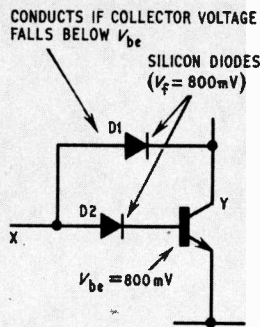 CONDUCTS IF COLLECTOR VOLTAGE
FALLS BELOW Vbe
SILICON DIODES
(Vf = 800mV)
D1
D2
X
Y
Vbe = 800mV